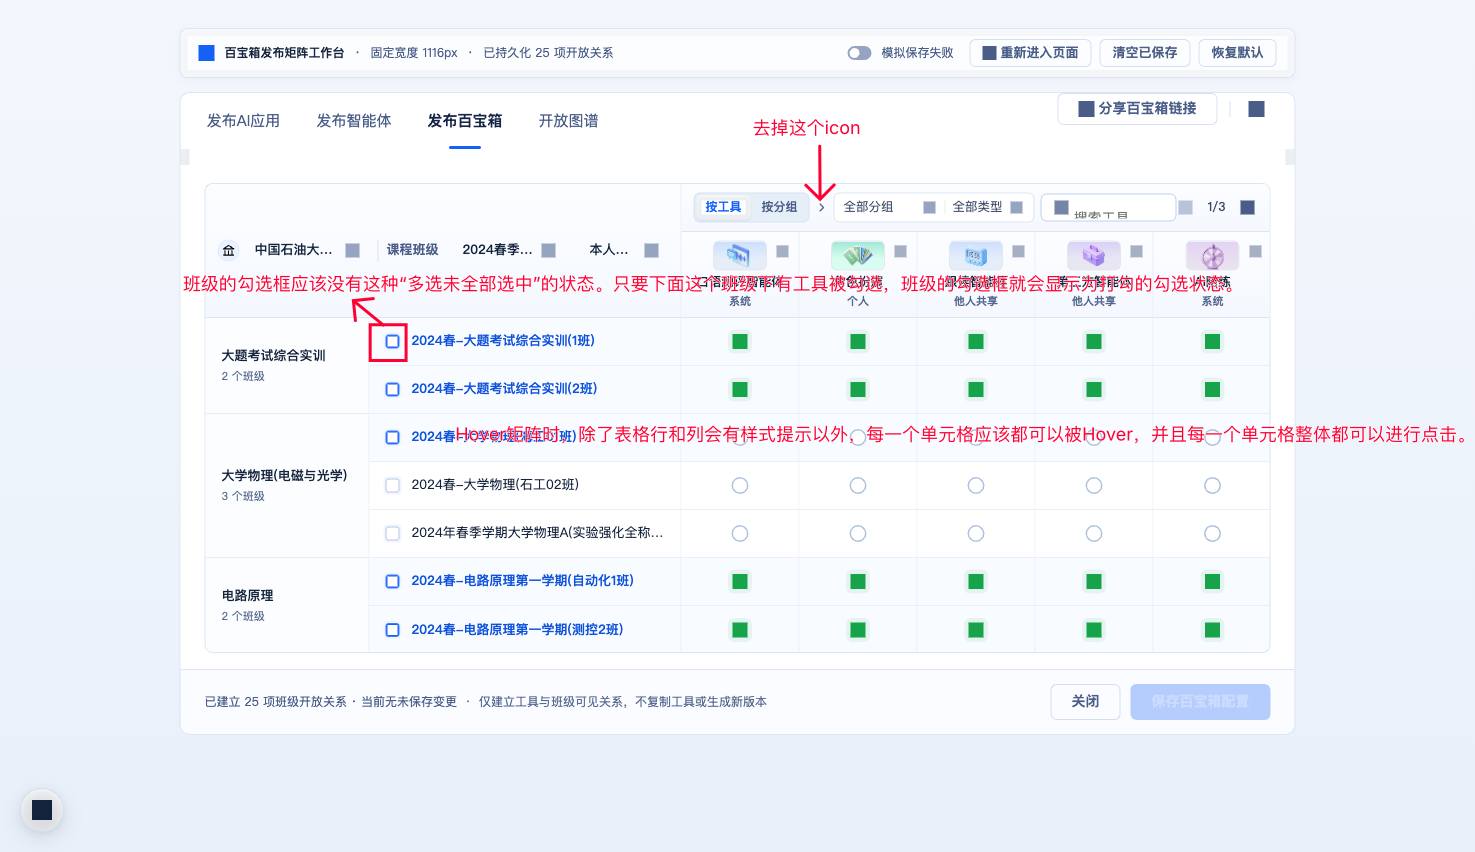 百宝箱发布矩阵工作台 · 固定宽度 1116px · 已持久化 25 项开放关系
模拟保存失败 重新进入页面 清空已保存 恢复默认
发布AI应用 发布智能体 发布百宝箱 开放图谱
分享百宝箱链接
去掉这个icon
按工具 按分组 全部分组 全部类型 搜索工具 1/3
中国石油大... 课程班级 2024春季... 本人...
班级的勾选框应该没有这种“多选未全部选中”的状态。只要下面这个班级中有工具被勾选，班级的勾选框就会显示为打勾的勾选状态。
系统 个人 他人共享 他人共享 系统
大题考试综合实训
2 个班级
2024春-大题考试综合实训(1班)
2024春-大题考试综合实训(2班)
Hover矩阵时，除了表格行和列会有样式提示以外，每一个单元格应该都可以被Hover，并且每一个单元格整体都可以进行点击。
大学物理(电磁与光学)
3 个班级
2024春-大学物理(石工02班)
2024年春季学期大学物理A(实验强化全称...
电路原理
2 个班级
2024春-电路原理第一学期(自动化1班)
2024春-电路原理第一学期(测控2班)
已建立 25 项班级开放关系 · 当前无未保存变更 · 仅建立工具与班级可见关系，不复制工具或生成新版本
关闭 保存百宝箱配置